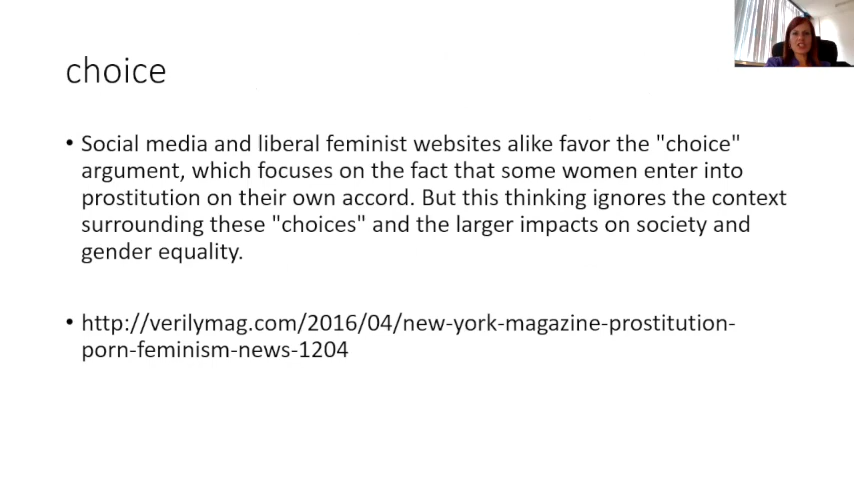 choice
• Social media and liberal feminist websites alike favor the "choice"
argument, which focuses on the fact that some women enter into
prostitution on their own accord. But this thinking ignores the context
surrounding these "choices" and the larger impacts on society and
gender equality.
• http://verilymag.com/2016/04/new-york-magazine-prostitution-
porn-feminism-news-1204